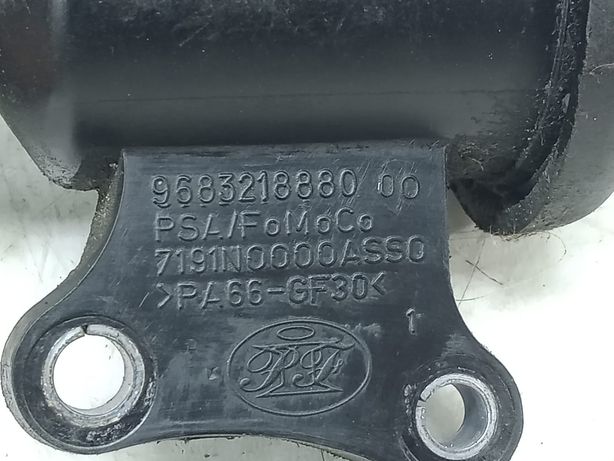 9683218880 00
PSA/FoMoCo
7191N0000ASS0
>PA66-GF30<
1